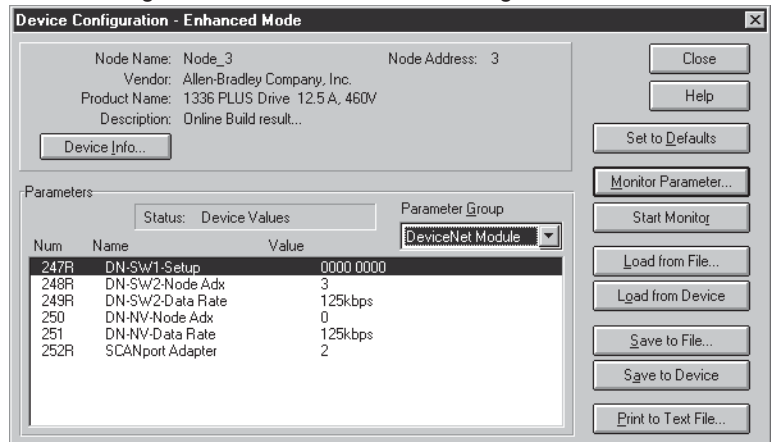 Device Configuration - Enhanced Mode
Node Name: Node_3 Node Address: 3
Vendor: Allen-Bradley Company, Inc.
Product Name: 1336 PLUS Drive 12.5 A, 460V
Description: Online Build result...
Device Info...
Close
Help
Set to Defaults
Monitor Parameter...
Start Monitor
Load from File...
Load from Device
Save to File...
Save to Device
Print to Text File...
Parameters
Status: Device Values
Parameter Group
DeviceNet Module
Num Name Value
247R DN-SW1-Setup 0000 0000
248R DN-SW2-Node Adx 3
249R DN-SW2-Data Rate 125kbps
250 DN-NV-Node Adx 0
251 DN-NV-Data Rate 125kbps
252R SCANport Adapter 2